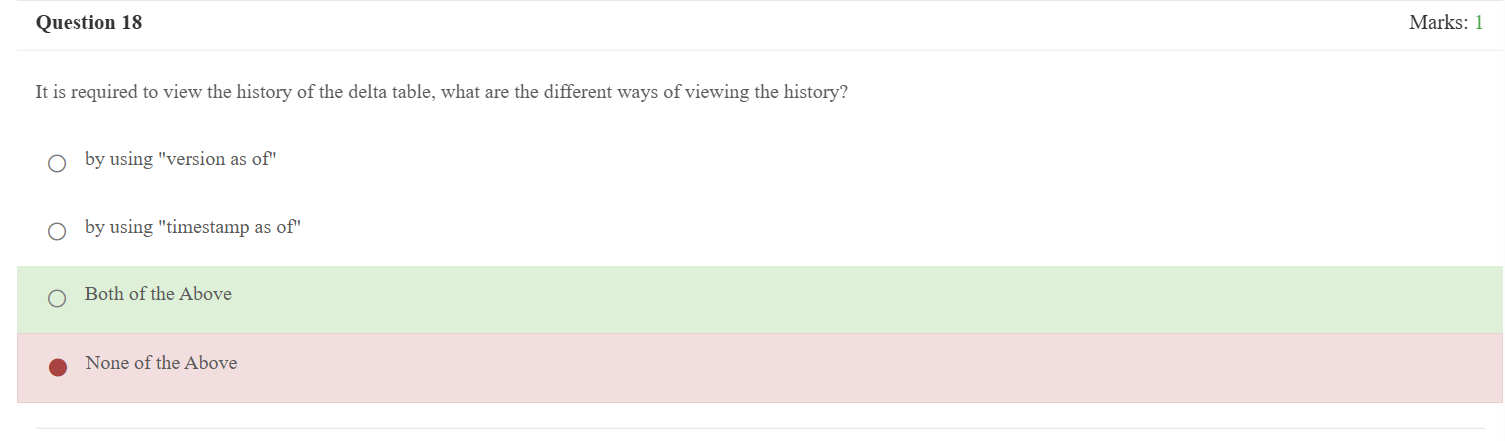 Question 18
Marks: 1
It is required to view the history of the delta table, what are the different ways of viewing the history?
by using "version as of"
by using "timestamp as of"
Both of the Above
None of the Above